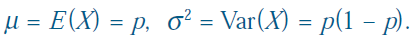 μ = E(X) = p, σ² = Var(X) = p(1 − p).